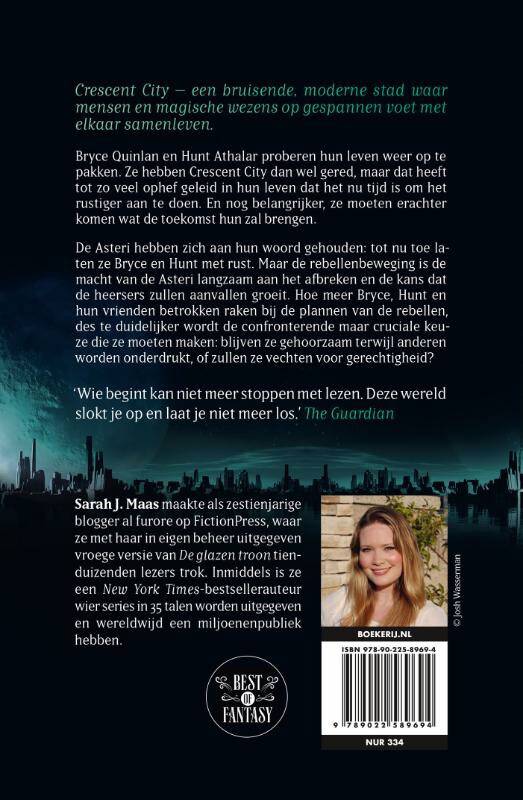 Crescent City – een bruisende, moderne stad waar
mensen en magische wezens op gespannen voet met
elkaar samenleven.
Bryce Quinlan en Hunt Athalar proberen hun leven weer op te
pakken. Ze hebben Crescent City dan wel gered, maar dat heeft
tot zo veel ophef geleid in hun leven dat het nu tijd is om het
rustiger aan te doen. En nog belangrijker, ze moeten erachter
komen wat de toekomst hun zal brengen.
De Asteri hebben zich aan hun woord gehouden: tot nu toe la-
ten ze Bryce en Hunt met rust. Maar de rebellenbeweging is de
macht van de Asteri langzaam aan het afbreken en de kans dat
de heersers zullen aanvallen groeit. Hoe meer Bryce, Hunt en
hun vrienden betrokken raken bij de plannen van de rebellen,
des te duidelijker wordt de confronterende maar cruciale keu-
ze die ze moeten maken: blijven ze gehoorzaam terwijl anderen
worden onderdrukt, of zullen ze vechten voor gerechtigheid?
‘Wie begint kan niet meer stoppen met lezen. Deze wereld
slokt je op en laat je niet meer los.’ The Guardian
Sarah J. Maas maakte als zestienjarige
blogger al furore op FictionPress, waar
ze met haar in eigen beheer uitgegeven
vroege versie van De glazen troon tien-
duizenden lezers trok. Inmiddels is ze
een New York Times-bestsellerauteur
wier series in 35 talen worden uitgegeven
en wereldwijd een miljoenenpubliek
hebben.
© Josh Wasserman
BOEKERIJ.NL
ISBN 978-90-225-8969-4
9 789022 589694
NUR 334
BEST
OF
FANTASY